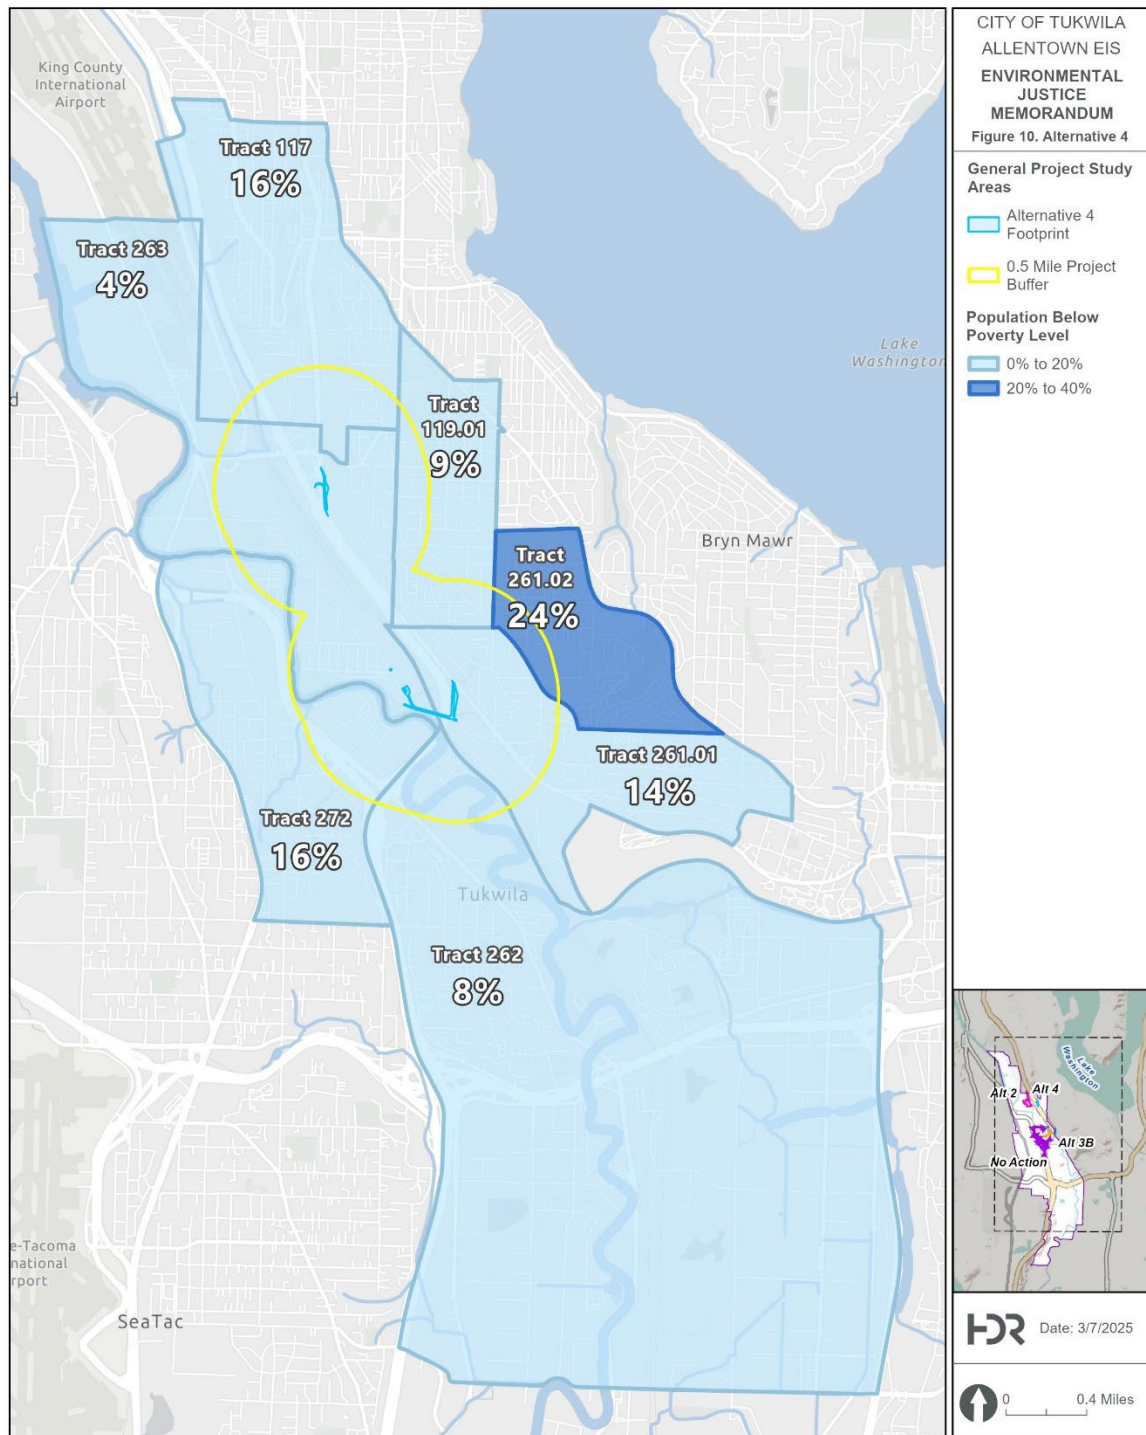 King County
International
Airport
Tract 117
16%
Tract 263
4%
Lake
Washington
Tract
119.01
9%
d
Tract
261.02
24%
Bryn Mawr
Tract 261.01
14%
Tract 272
16%
Tukwila
Tract 262
8%
e-Tacoma
national
rport
SeaTac
CITY OF TUKWILA
ALLENTOWN EIS
ENVIRONMENTAL
JUSTICE
MEMORANDUM
Figure 10. Alternative 4
General Project Study
Areas
Alternative 4
Footprint
0.5 Mile Project
Buffer
Population Below
Poverty Level
0% to 20%
20% to 40%
Lake
Washington
Alt 2
Alt 4
Alt 3B
No Action
HDR
Date: 3/7/2025
0 0.4 Miles